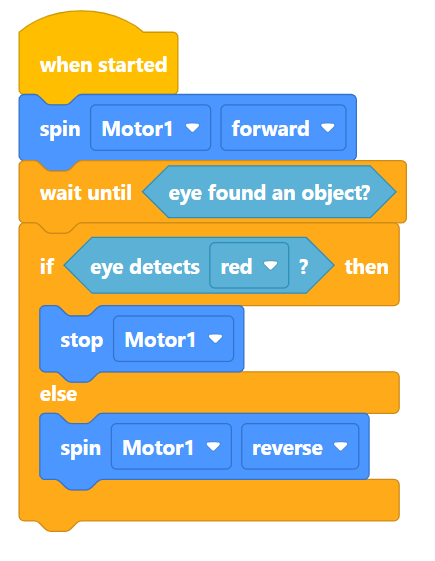 when started
spin Motor1 forward
wait until eye found an object?
if eye detects red ? then
stop Motor1
else
spin Motor1 reverse